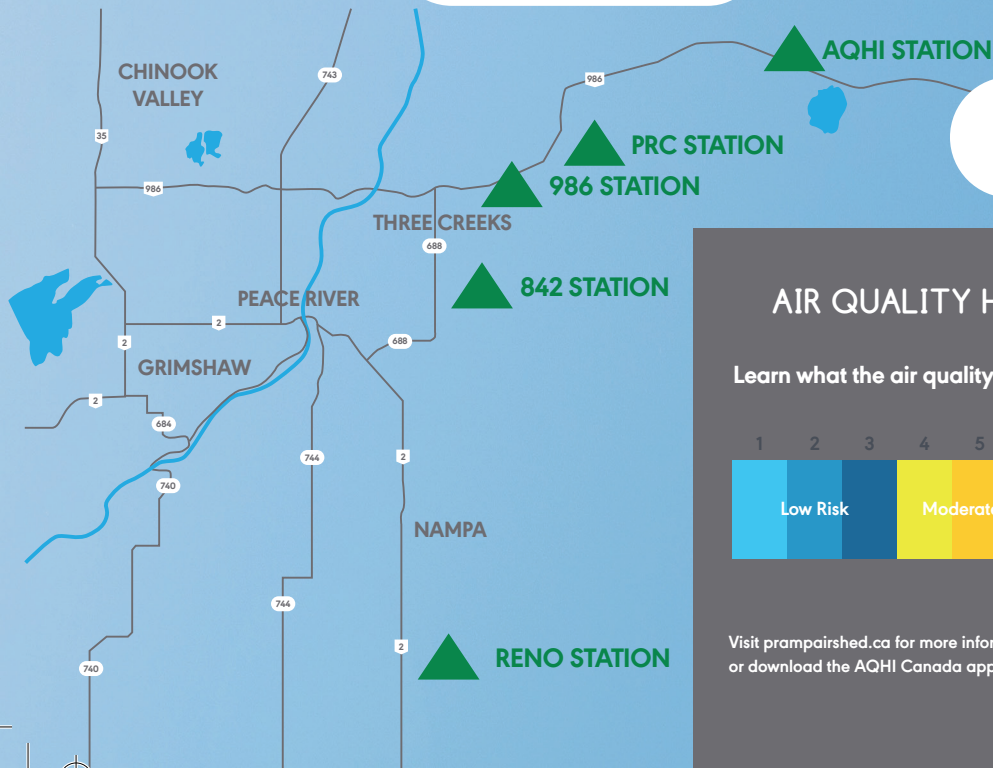 CHINOOK
VALLEY
743
986
AQHI STATION
35
PRC STATION
986
986 STATION
THREE CREEKS
688
842 STATION
PEACE RIVER
2
2
688
GRIMSHAW
2
684
744
2
740
NAMPA
744
2
RENO STATION
740
AIR QUALITY H
Learn what the air quality
1 2 3 4 5
Low Risk
Moderate
Visit prampairshed.ca for more infor
or download the AQHI Canada app